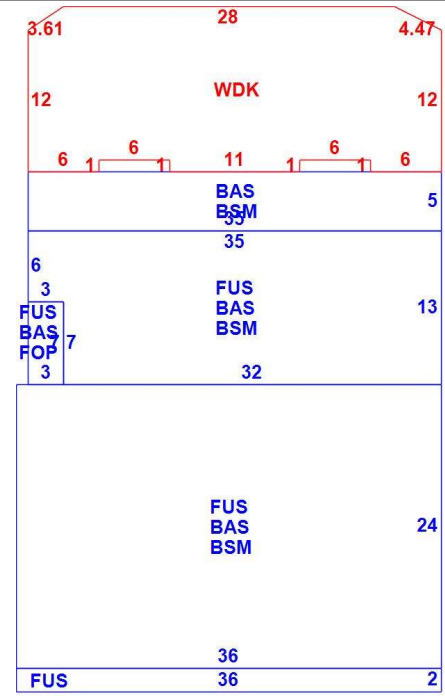 28
3.61 4.47
WDK
12 12
6 1 6 1 11 1 6 1 6
BAS
BSM
5
35
35
6
3
FUS
BAS
BSM
13
FUS
BAS
FOP
7 7
3 32
FUS
BAS
BSM
24
36
FUS 36 2